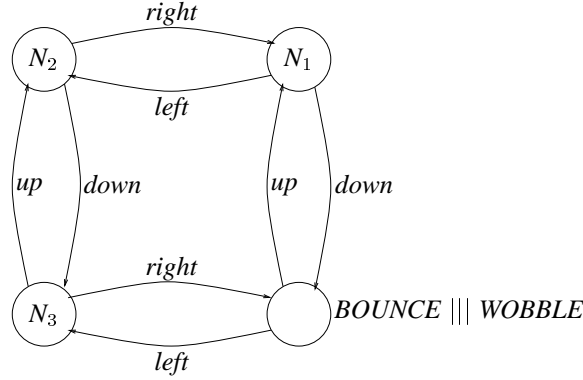 right
N₂
N₁
left
up
down
up
down
right
N₃
BOUNCE ||| WOBBLE
left